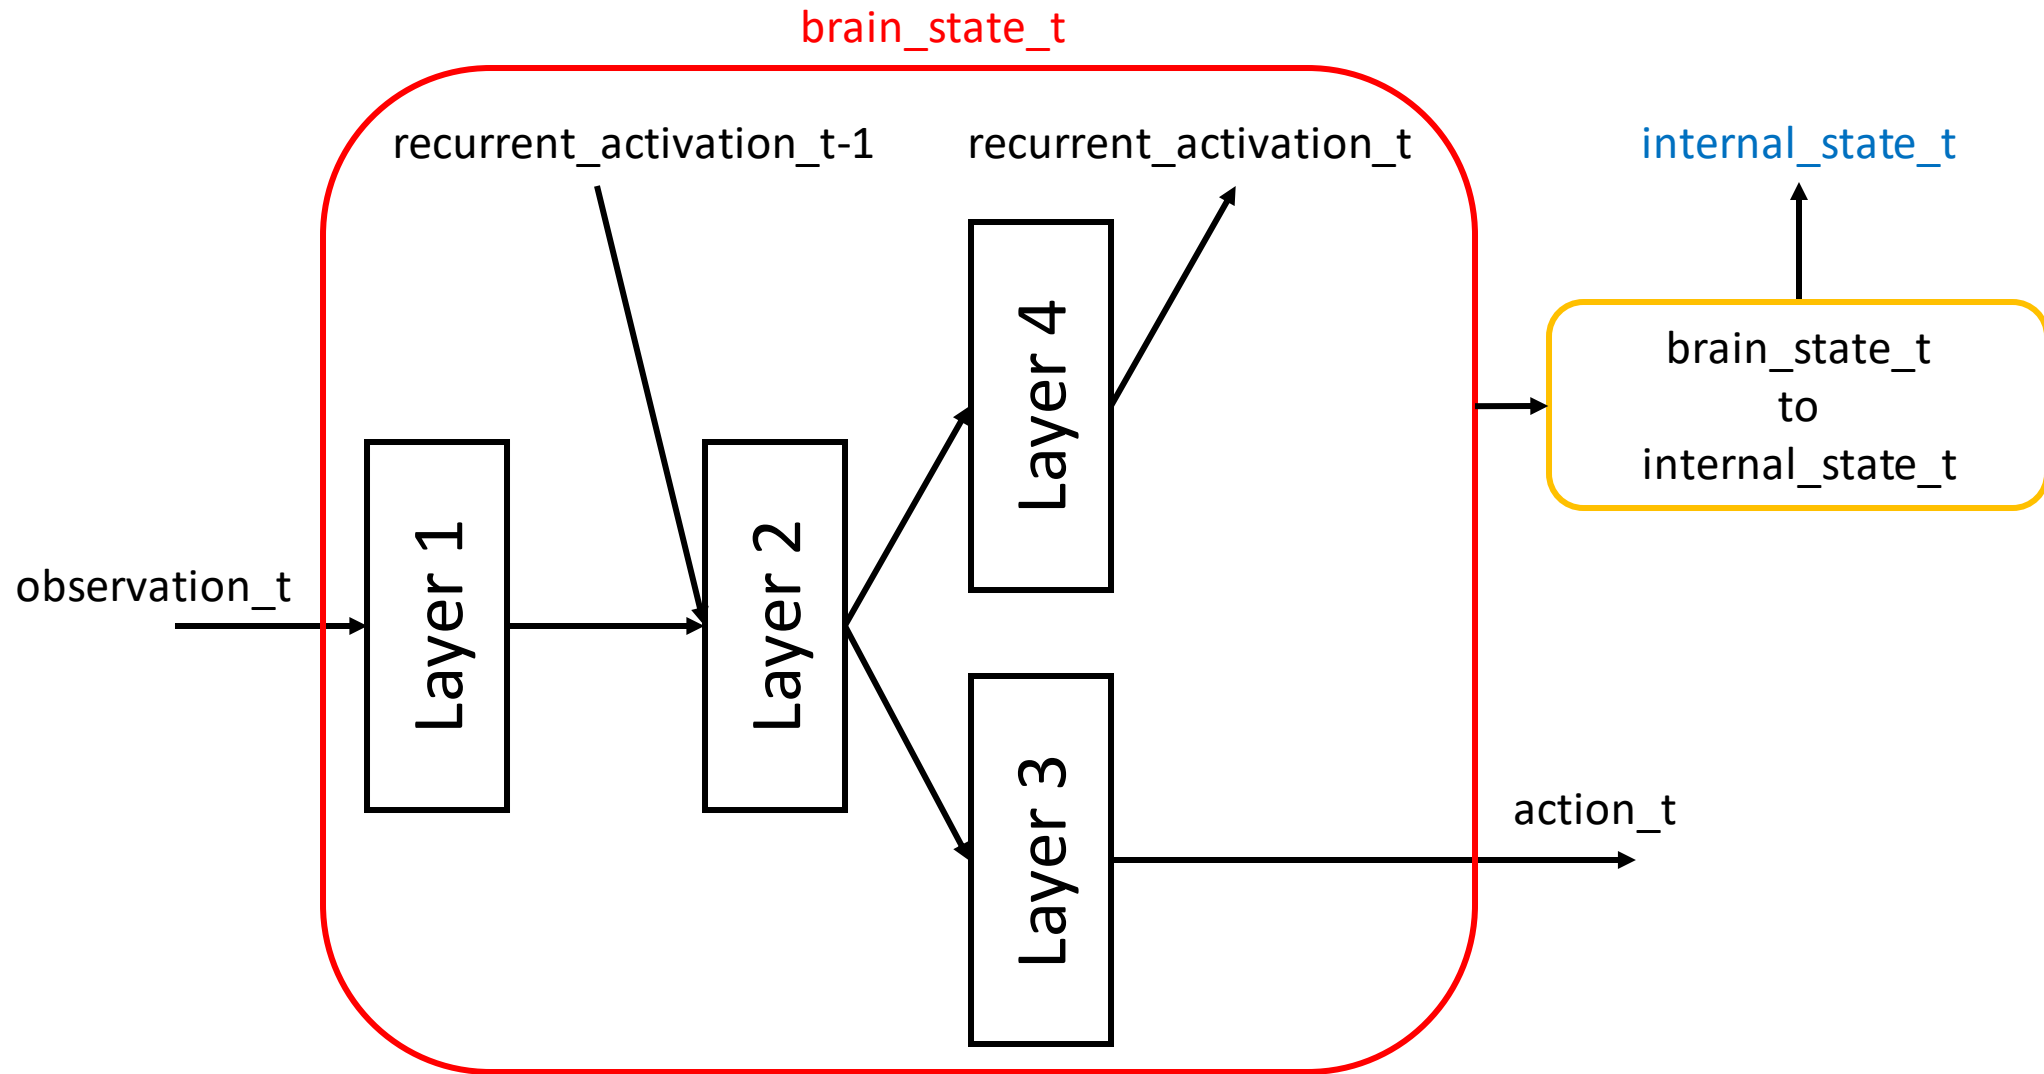 brain_state_t
recurrent_activation_t-1
recurrent_activation_t
internal_state_t
Layer 4
brain_state_t
to
internal_state_t
Layer 1
Layer 2
observation_t
Layer 3
action_t